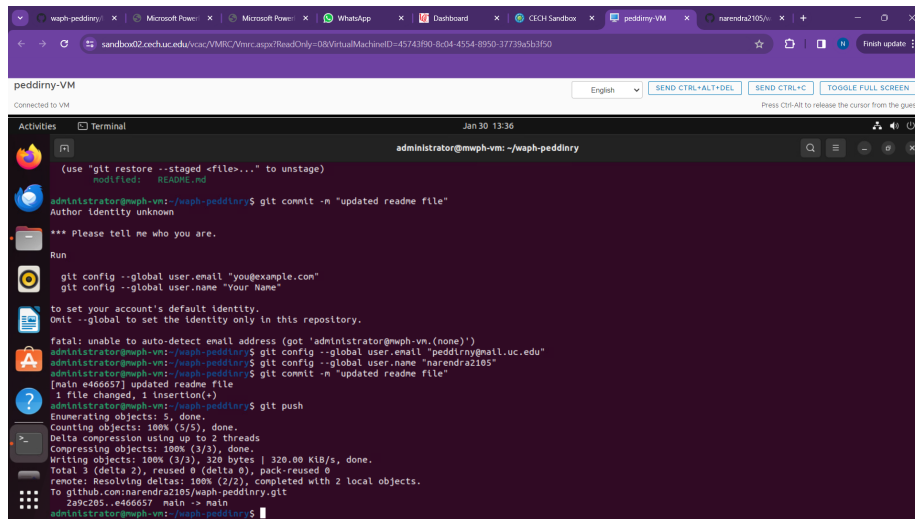 waph-peddinry/
Microsoft Power
Microsoft Power
WhatsApp
Dashboard
CECH Sandbox
peddirny-VM
narendra2105/w
sandbox02.cech.uc.edu/vcac/VMRC/Vmrc.aspx?ReadOnly=0&VirtualMachineID=45743f90-8c04-4554-8950-37739a5b3f50
N
Finish update
peddirny-VM
English
SEND CTRL+ALT+DEL
SEND CTRL+C
TOGGLE FULL SCREEN
Connected to VM
Press Ctrl-Alt to release the cursor from the gues
Activities
Terminal
Jan 30 13:36
administrator@mwph-vm: ~/waph-peddinry
(use "git restore --staged <file>..." to unstage)
modified: README.md
administrator@mwph-vm:~/waph-peddinry$ git commit -m "updated readme file"
Author identity unknown
*** Please tell me who you are.
Run
git config --global user.email "you@example.com"
git config --global user.name "Your Name"
to set your account's default identity.
Omit --global to set the identity only in this repository.
fatal: unable to auto-detect email address (got 'administrator@mwph-vm.(none)')
administrator@mwph-vm:~/waph-peddinry$ git config --global user.email "peddirny@mail.uc.edu"
administrator@mwph-vm:~/waph-peddinry$ git config --global user.name "narendra2105"
administrator@mwph-vm:~/waph-peddinry$ git commit -m "updated readme file"
[main e466657] updated readme file
1 file changed, 1 insertion(+)
administrator@mwph-vm:~/waph-peddinry$ git push
Enumerating objects: 5, done.
Counting objects: 100% (5/5), done.
Delta compression using up to 2 threads
Compressing objects: 100% (3/3), done.
Writing objects: 100% (3/3), 320 bytes | 320.00 KiB/s, done.
Total 3 (delta 2), reused 0 (delta 0), pack-reused 0
remote: Resolving deltas: 100% (2/2), completed with 2 local objects.
To github.com:narendra2105/waph-peddinry.git
2a9c205..e466657 main -> main
administrator@mwph-vm:~/waph-peddinry$